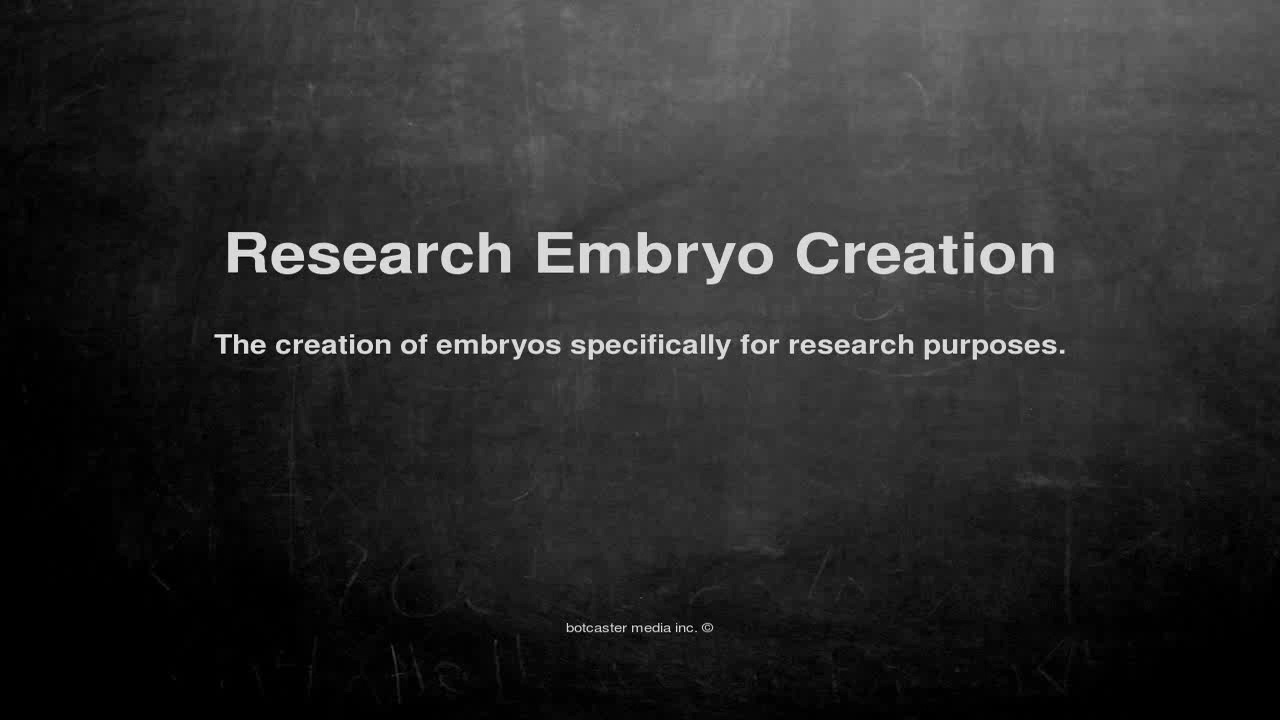 Research Embryo Creation
The creation of embryos specifically for research purposes.
botcaster media inc. ©